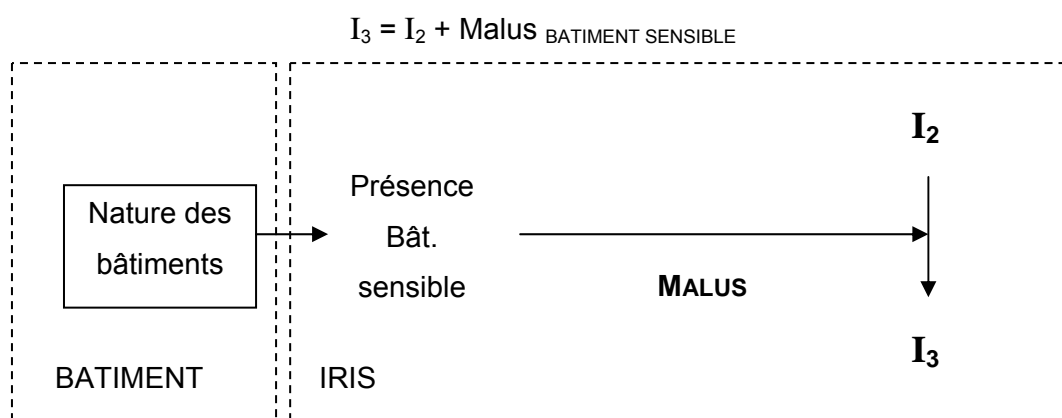 I₃ = I₂ + Malus BATIMENT SENSIBLE
Nature des
bâtiments
Présence
Bât.
sensible
MALUS
I₂
I₃
BATIMENT
IRIS